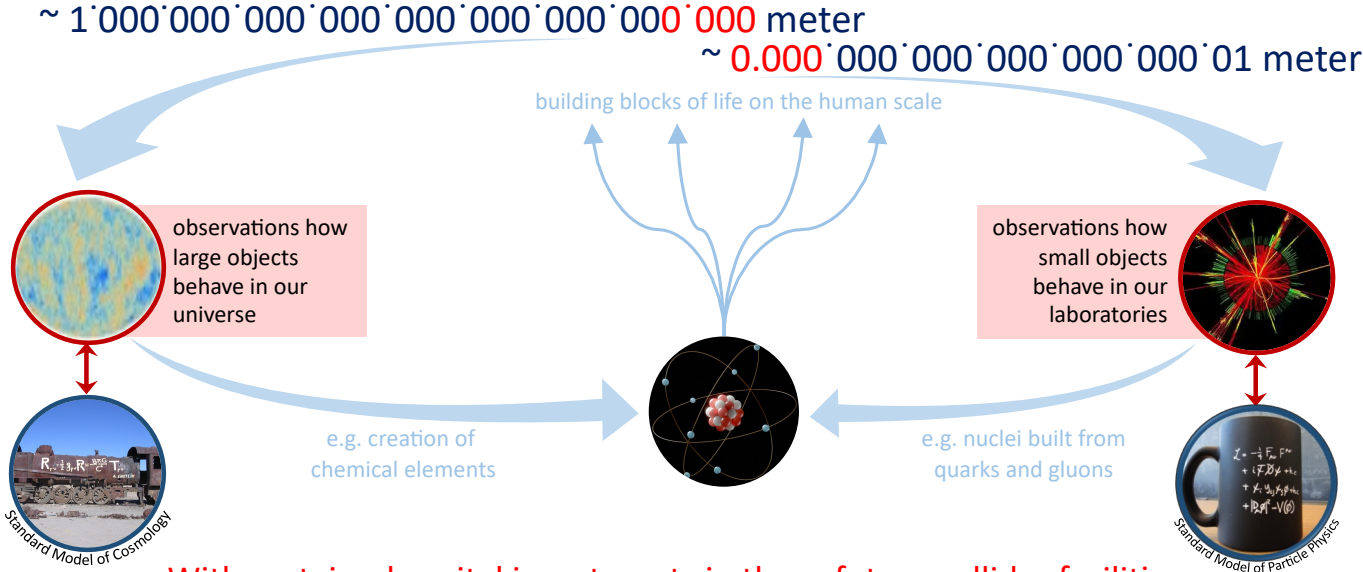 ~ 1˙000˙000˙000˙000˙000˙000˙000˙000˙000 meter
~ 0.000˙000˙000˙000˙000˙000˙01 meter
building blocks of life on the human scale
observations how
large objects
behave in our
universe
observations how
small objects
behave in our
laboratories
e.g. creation of
chemical elements
e.g. nuclei built from
quarks and gluons
A. EINSTEIN
Standard Model of Cosmology
Standard Model of Particle Physics